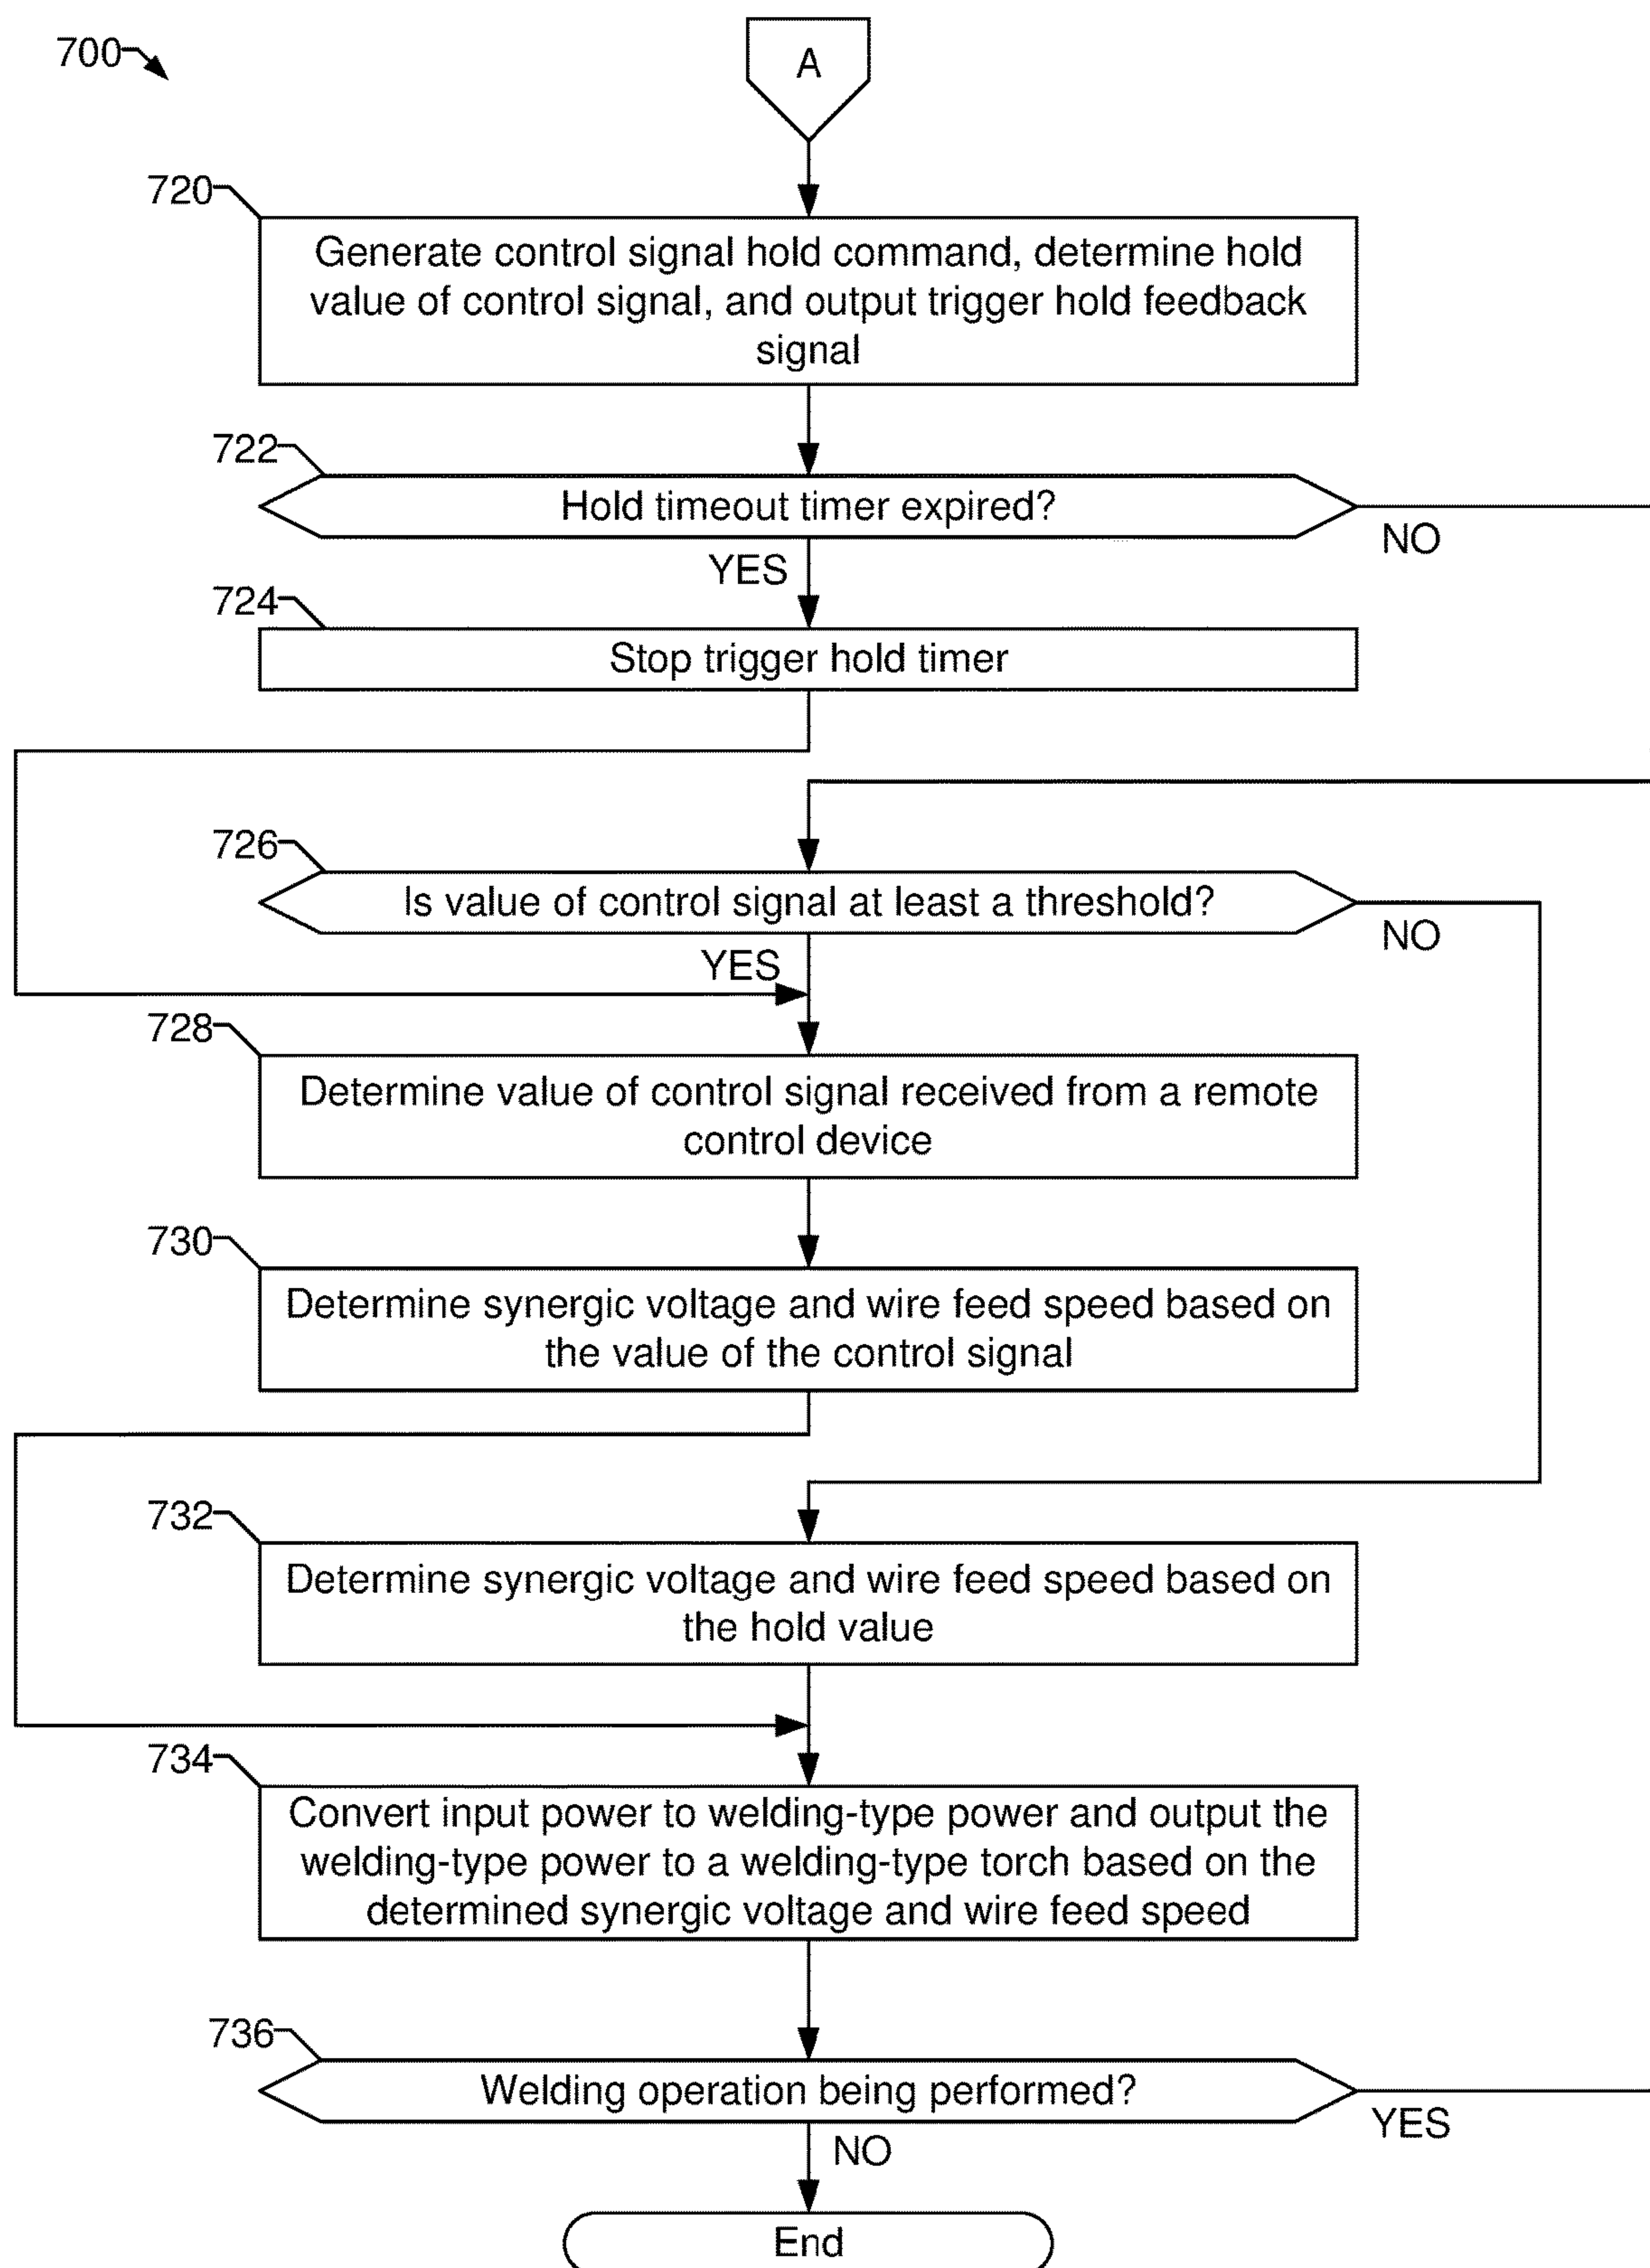 700
A
720
Generate control signal hold command, determine hold
value of control signal, and output trigger hold feedback
signal
722
Hold timeout timer expired?
NO
YES
724
Stop trigger hold timer
726
Is value of control signal at least a threshold?
NO
YES
728
Determine value of control signal received from a remote
control device
730
Determine synergic voltage and wire feed speed based on
the value of the control signal
732
Determine synergic voltage and wire feed speed based on
the hold value
734
Convert input power to welding-type power and output the
welding-type power to a welding-type torch based on the
determined synergic voltage and wire feed speed
736
Welding operation being performed?
YES
NO
End